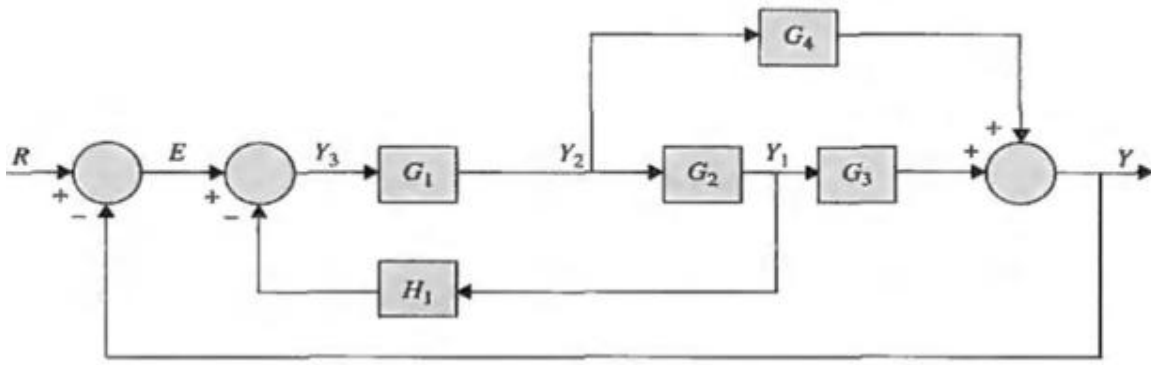 G4
+
R
E
Y3
G1
Y2
G2
Y1
G3
+
Y
+
−
+
−
H1